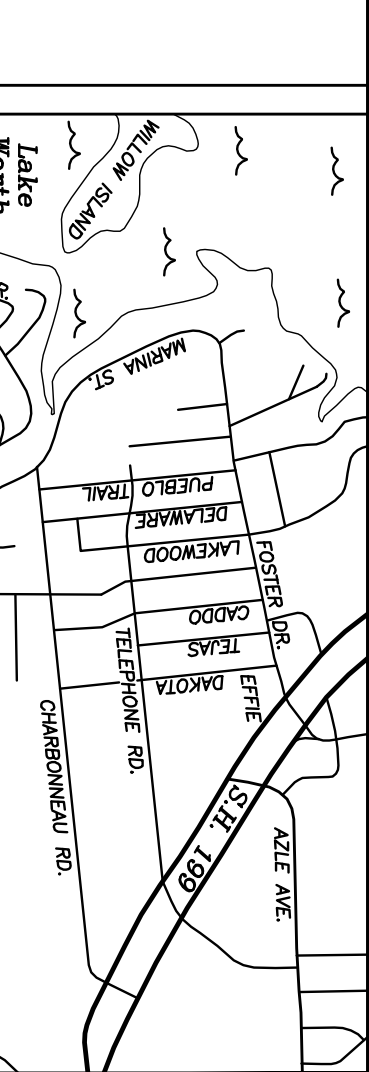 WILLOW ISLAND
Lake
Worth
MARINA ST.
PUEBLO TRAIL
DELAWARE
LAKEWOOD
FOSTER DR.
CADDO
TEJAS
DAKOTA
EFFIE
TELEPHONE RD.
CHARBONNEAU RD.
S.H. 199
AZLE AVE.